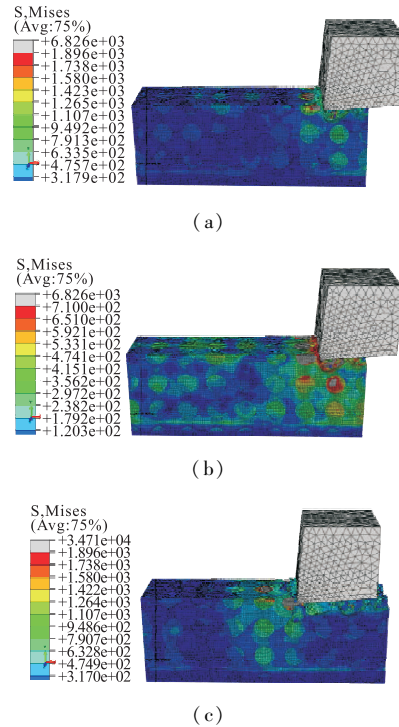 S,Mises
(Avg:75%)
+6.826e+03
+1.896e+03
+1.738e+03
+1.580e+03
+1.423e+03
+1.265e+03
+1.107e+03
+9.492e+02
+7.913e+02
+6.335e+02
+4.757e+02
+3.179e+02
(a)
S,Mises
(Avg:75%)
+6.826e+03
+7.100e+02
+6.510e+02
+5.921e+02
+5.331e+02
+4.741e+02
+4.151e+02
+3.562e+02
+2.972e+02
+2.382e+02
+1.792e+02
+1.203e+02
(b)
S,Mises
(Avg:75%)
+3.471e+04
+1.896e+03
+1.738e+03
+1.580e+03
+1.422e+03
+1.264e+03
+1.107e+03
+9.486e+02
+7.907e+02
+6.328e+02
+4.749e+02
+3.170e+02
(c)